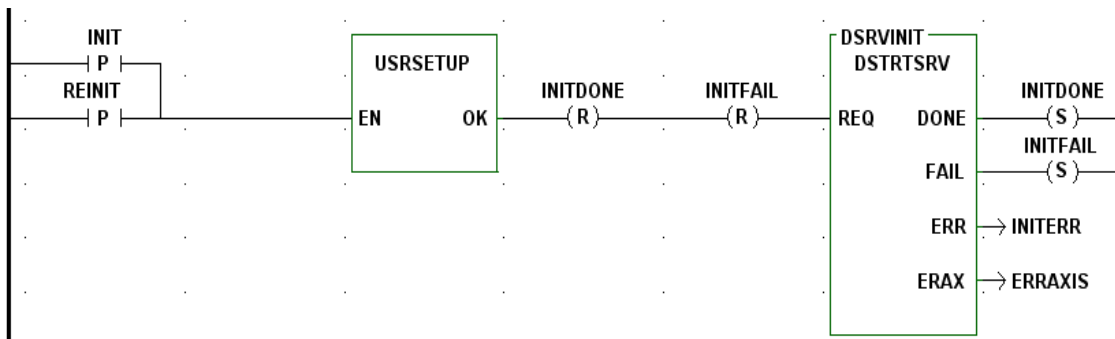 INIT
P
REINIT
P
USRSETUP
EN OK
INITDONE
R
INITFAIL
R
DSRVINIT
DSTRTSRV
REQ DONE
INITDONE
S
FAIL
INITFAIL
S
ERR INITERR
ERAX ERRAXIS